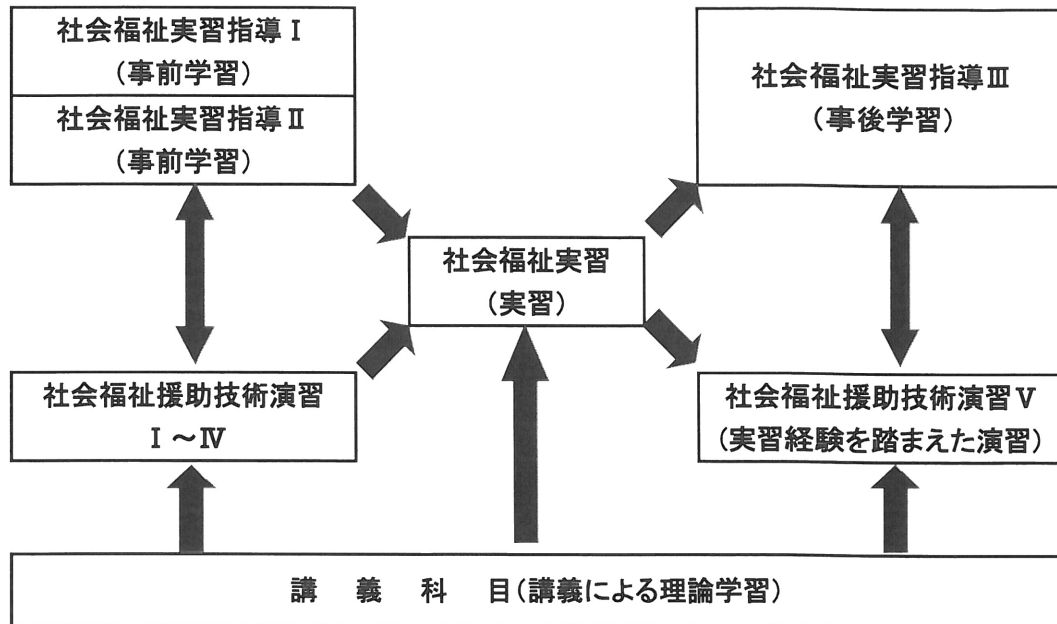 社会福祉実習指導Ⅰ
(事前学習)
社会福祉実習指導Ⅱ
(事前学習)
社会福祉実習指導Ⅲ
(事後学習)
社会福祉実習
(実習)
社会福祉援助技術演習
Ⅰ～Ⅳ
社会福祉援助技術演習Ⅴ
(実習経験を踏まえた演習)
講 義 科 目(講義による理論学習)